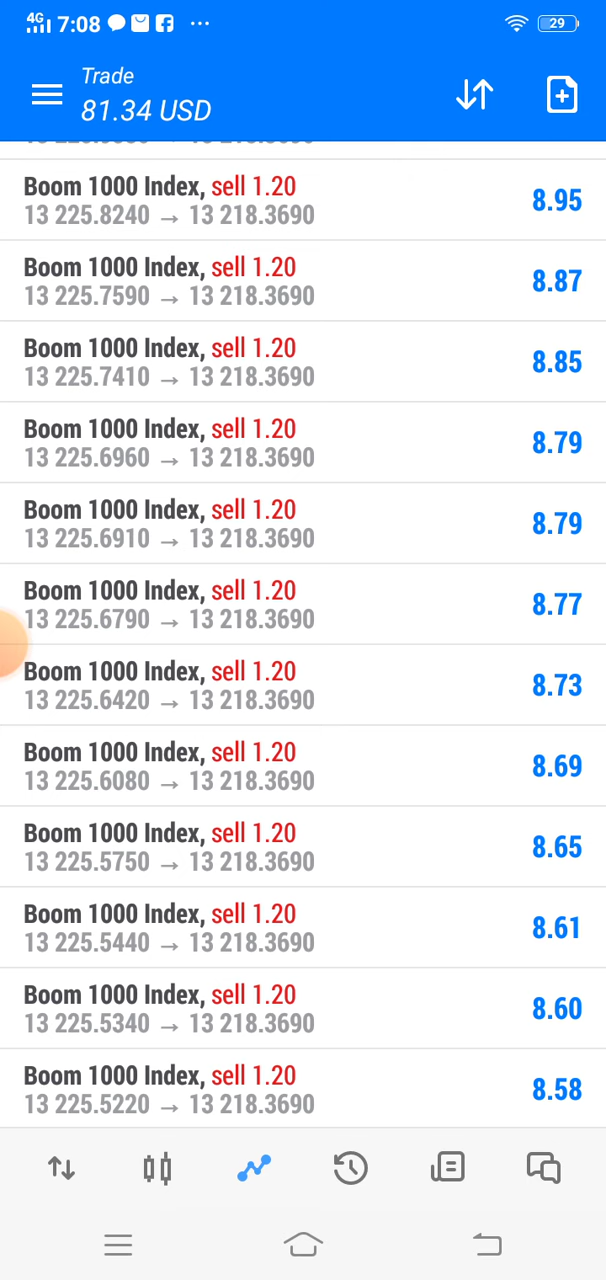 4G 7:08 29
Trade
81.34 USD
Boom 1000 Index, sell 1.20
13 225.8240 → 13 218.3690
8.95
Boom 1000 Index, sell 1.20
13 225.7590 → 13 218.3690
8.87
Boom 1000 Index, sell 1.20
13 225.7410 → 13 218.3690
8.85
Boom 1000 Index, sell 1.20
13 225.6960 → 13 218.3690
8.79
Boom 1000 Index, sell 1.20
13 225.6910 → 13 218.3690
8.79
Boom 1000 Index, sell 1.20
13 225.6790 → 13 218.3690
8.77
Boom 1000 Index, sell 1.20
13 225.6420 → 13 218.3690
8.73
Boom 1000 Index, sell 1.20
13 225.6080 → 13 218.3690
8.69
Boom 1000 Index, sell 1.20
13 225.5750 → 13 218.3690
8.65
Boom 1000 Index, sell 1.20
13 225.5440 → 13 218.3690
8.61
Boom 1000 Index, sell 1.20
13 225.5340 → 13 218.3690
8.60
Boom 1000 Index, sell 1.20
13 225.5220 → 13 218.3690
8.58